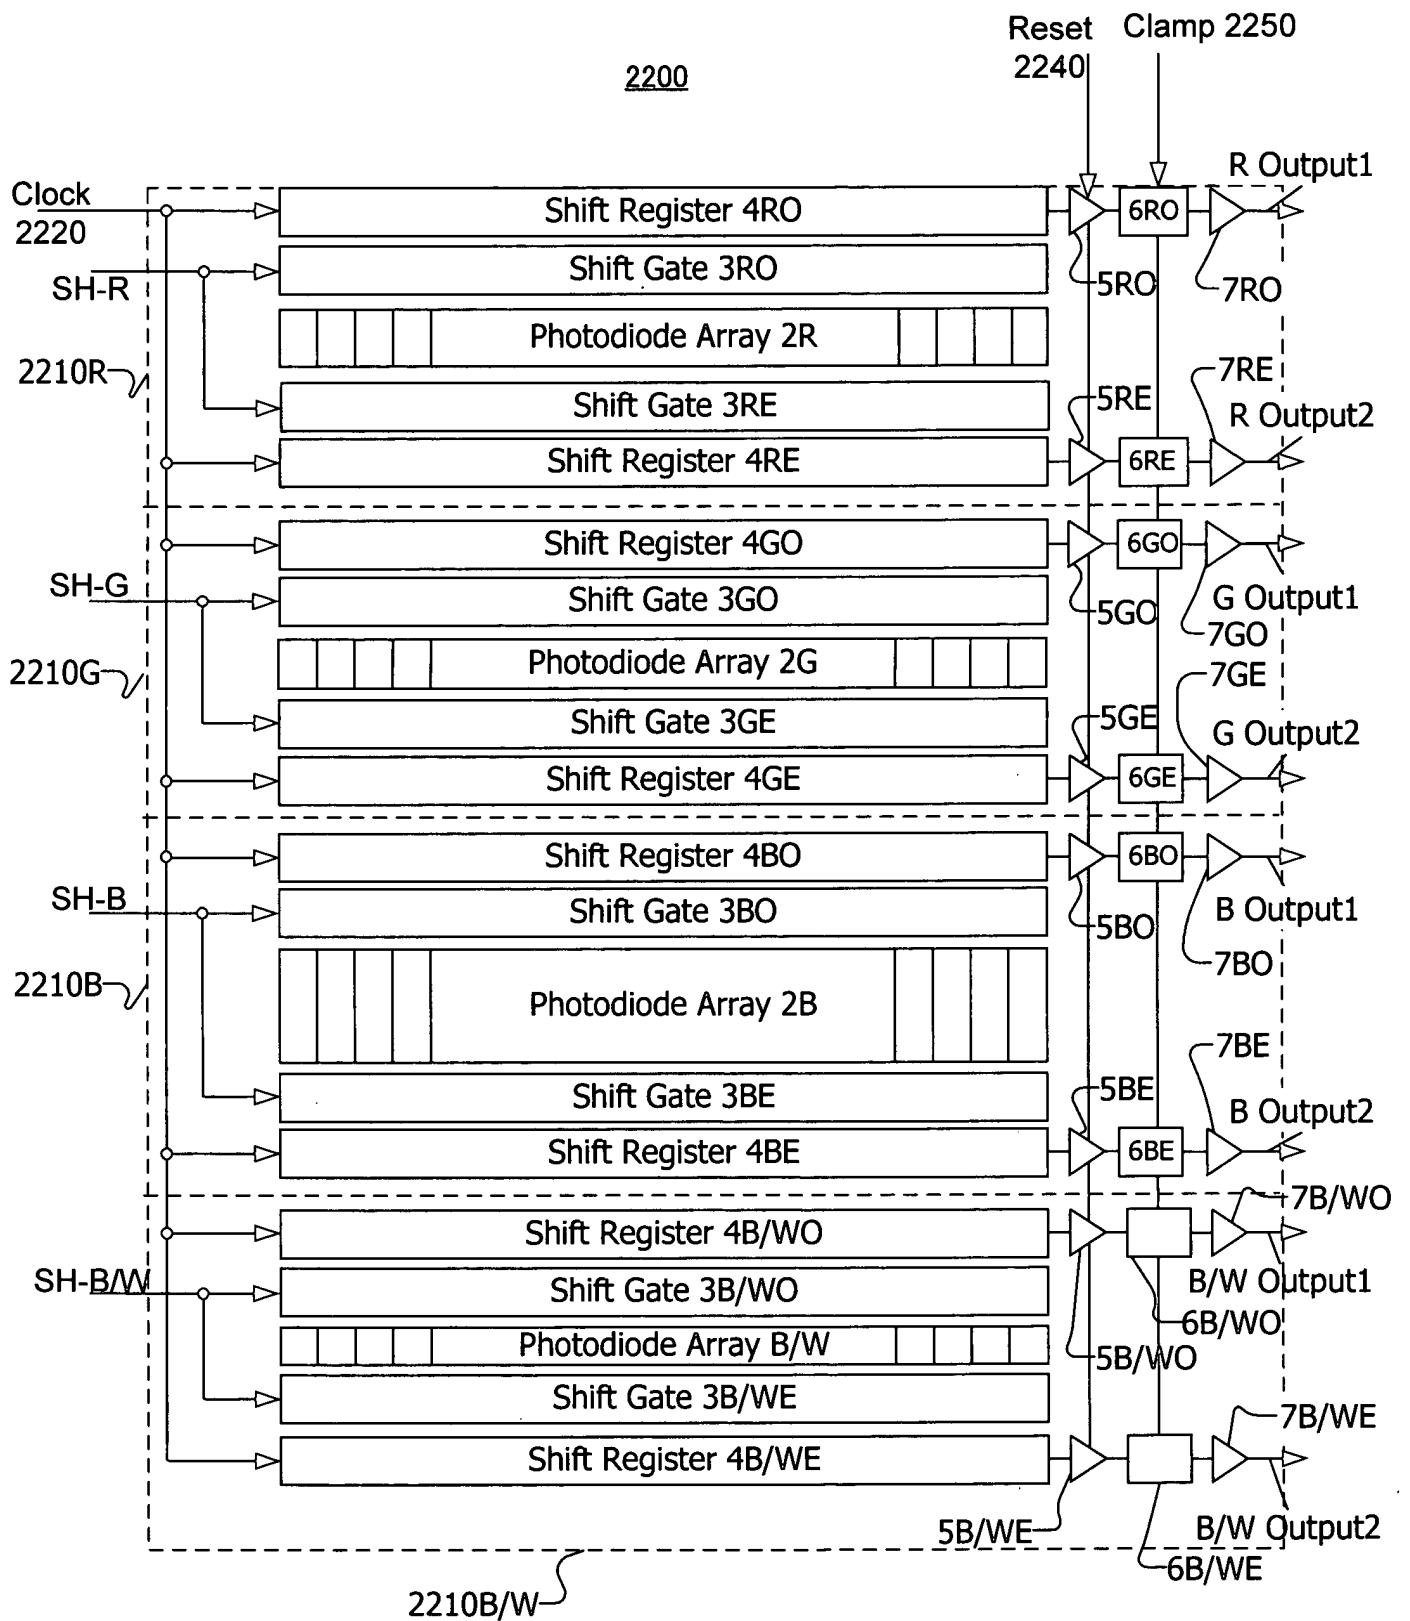 Reset
2240
Clamp 2250
2200
Clock
2220
Shift Register 4RO
6RO
R Output1
SH-R
Shift Gate 3RO
5RO
7RO
2210R
Photodiode Array 2R
7RE
Shift Gate 3RE
5RE
R Output2
Shift Register 4RE
6RE
Shift Register 4GO
6GO
SH-G
Shift Gate 3GO
5GO
G Output1
7GO
2210G
Photodiode Array 2G
7GE
Shift Gate 3GE
5GE
G Output2
Shift Register 4GE
6GE
Shift Register 4BO
6BO
SH-B
Shift Gate 3BO
5BO
B Output1
7BO
2210B
Photodiode Array 2B
7BE
Shift Gate 3BE
5BE
B Output2
Shift Register 4BE
6BE
7B/WO
Shift Register 4B/WO
SH-B/W
Shift Gate 3B/WO
B/W Output1
6B/WO
Photodiode Array B/W
5B/WO
Shift Gate 3B/WE
7B/WE
Shift Register 4B/WE
5B/WE
B/W Output2
6B/WE
2210B/W